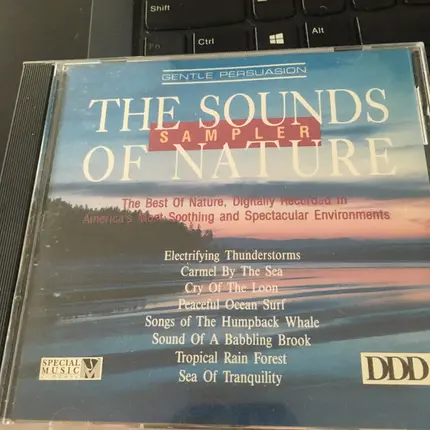 Shift
Fn
Ctrl
Alt
GENTLE PERSUASION
THE SOUNDS
SAMPLER
OF NATURE
The Best Of Nature, Digitally Recorded In
America's Most Soothing and Spectacular Environments
Electrifying Thunderstorms
Carmel By The Sea
Cry Of The Loon
Peaceful Ocean Surf
Songs of The Humpback Whale
Sound Of A Babbling Brook
Tropical Rain Forest
Sea Of Tranquility
SPECIAL
MUSIC
DDD